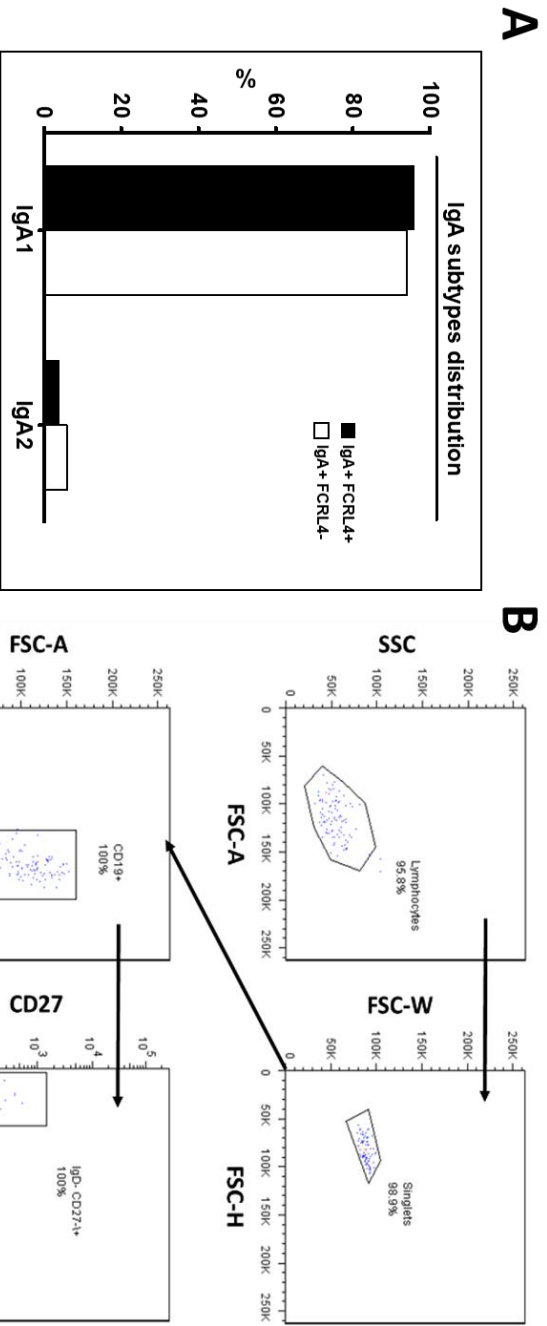 A
IgA subtypes distribution
%
100
80
60
40
20
0
IgA1
IgA2
IgA+ FCRL4+
IgA+ FCRL4-
B
SSC
250K
200K
150K
100K
50K
0
0 50K 100K 150K 200K 250K
FSC-A
Lymphocytes
95.8%
FSC-W
250K
200K
150K
100K
50K
0
0 50K 100K 150K 200K 250K
FSC-H
Singlets
98.9%
FSC-A
250K
200K
150K
100K
CD19+
100%
CD27
10 5
10 4
10 3
IgD- CD27-\+
100%